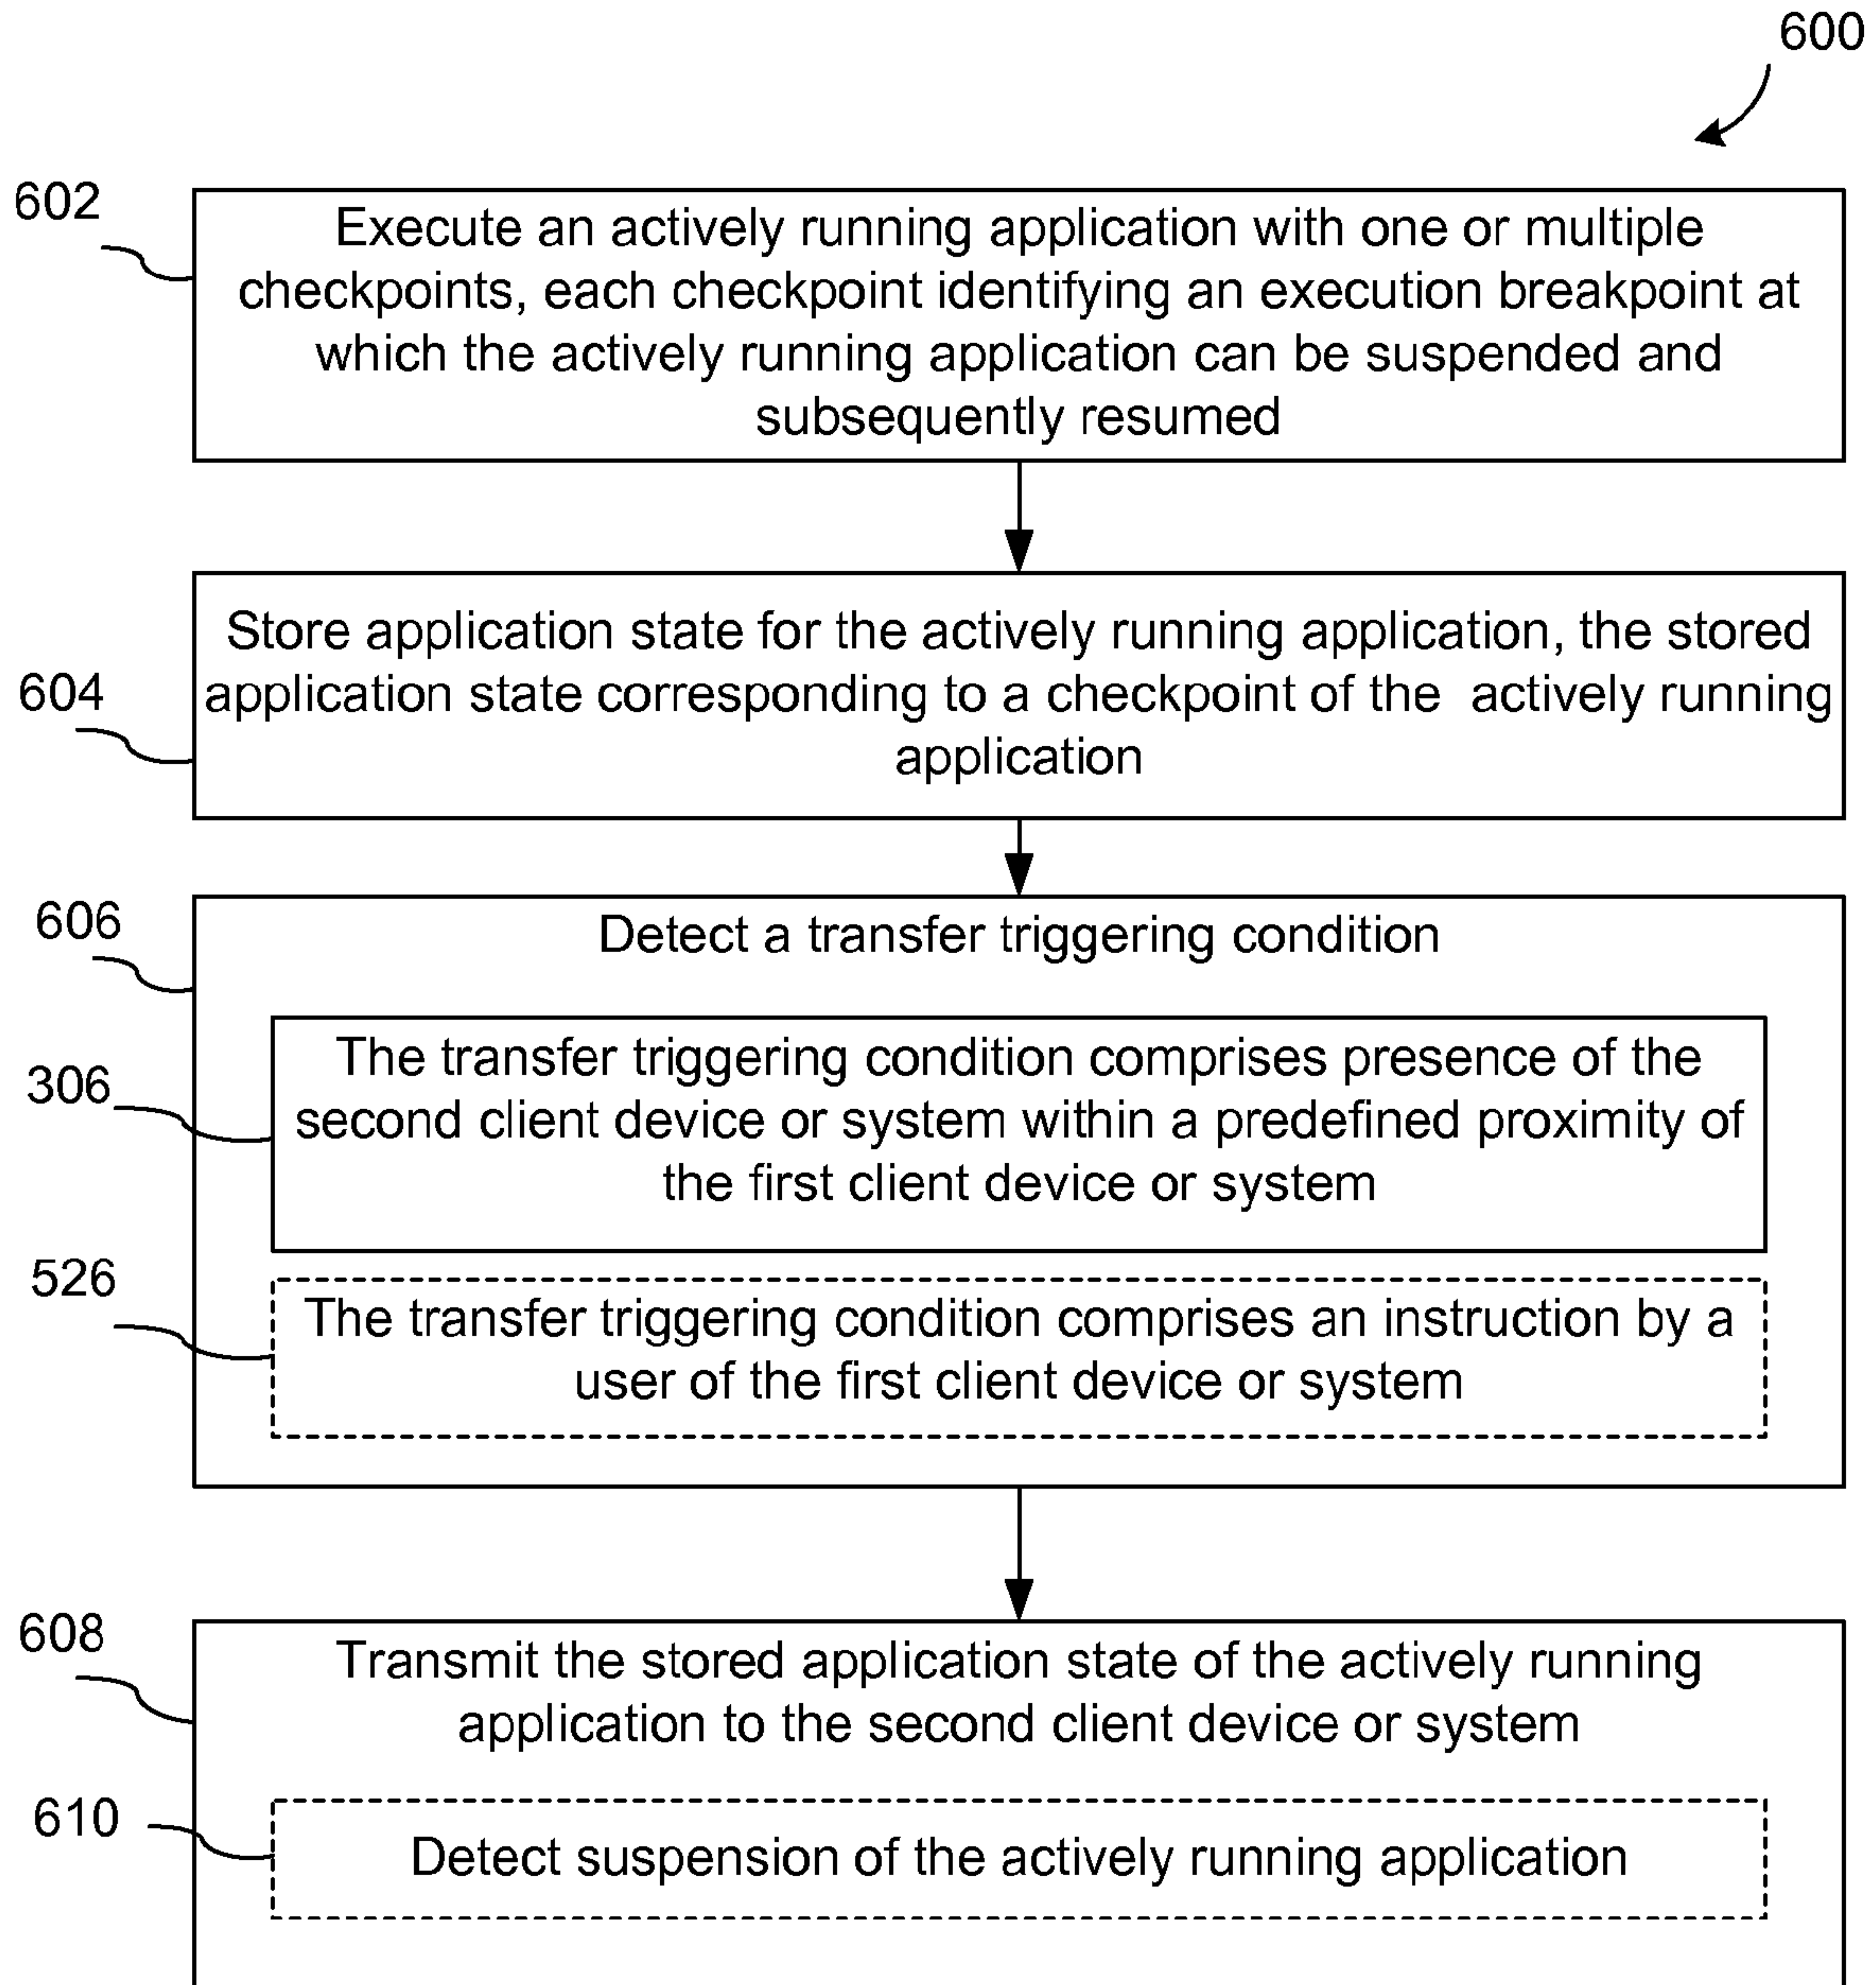 600
602
Execute an actively running application with one or multiple
checkpoints, each checkpoint identifying an execution breakpoint at
which the actively running application can be suspended and
subsequently resumed
604
Store application state for the actively running application, the stored
application state corresponding to a checkpoint of the actively running
application
606
Detect a transfer triggering condition
306
The transfer triggering condition comprises presence of the
second client device or system within a predefined proximity of
the first client device or system
526
The transfer triggering condition comprises an instruction by a
user of the first client device or system
608
Transmit the stored application state of the actively running
application to the second client device or system
610
Detect suspension of the actively running application